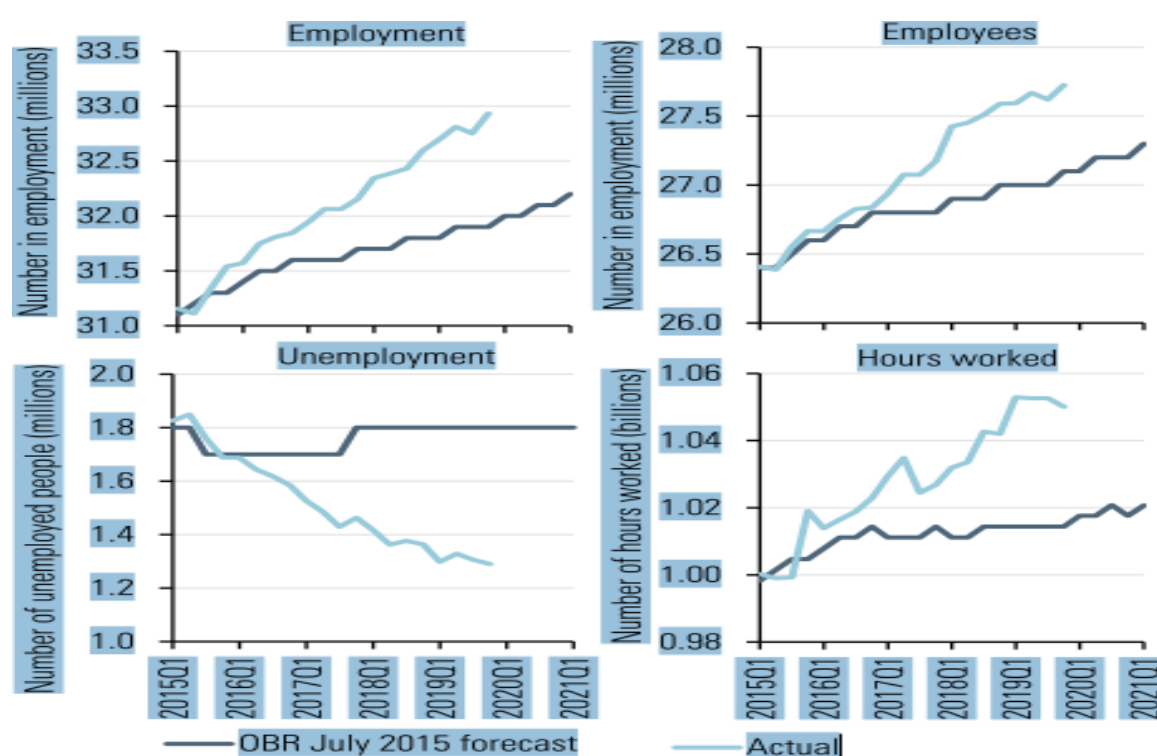 Employment
Number in employment (millions)
33.5
33.0
32.5
32.0
31.5
31.0
Employees
Number in employment (millions)
28.0
27.5
27.0
26.5
26.0
Unemployment
Number of unemployed people (millions)
2.0
1.8
1.6
1.4
1.2
1.0
2015Q1
2016Q1
2017Q1
2018Q1
2019Q1
2020Q1
2021Q1
Hours worked
Number of hours worked (billions)
1.06
1.04
1.02
1.00
0.98
2015Q1
2016Q1
2017Q1
2018Q1
2019Q1
2020Q1
2021Q1
OBR July 2015 forecast
Actual